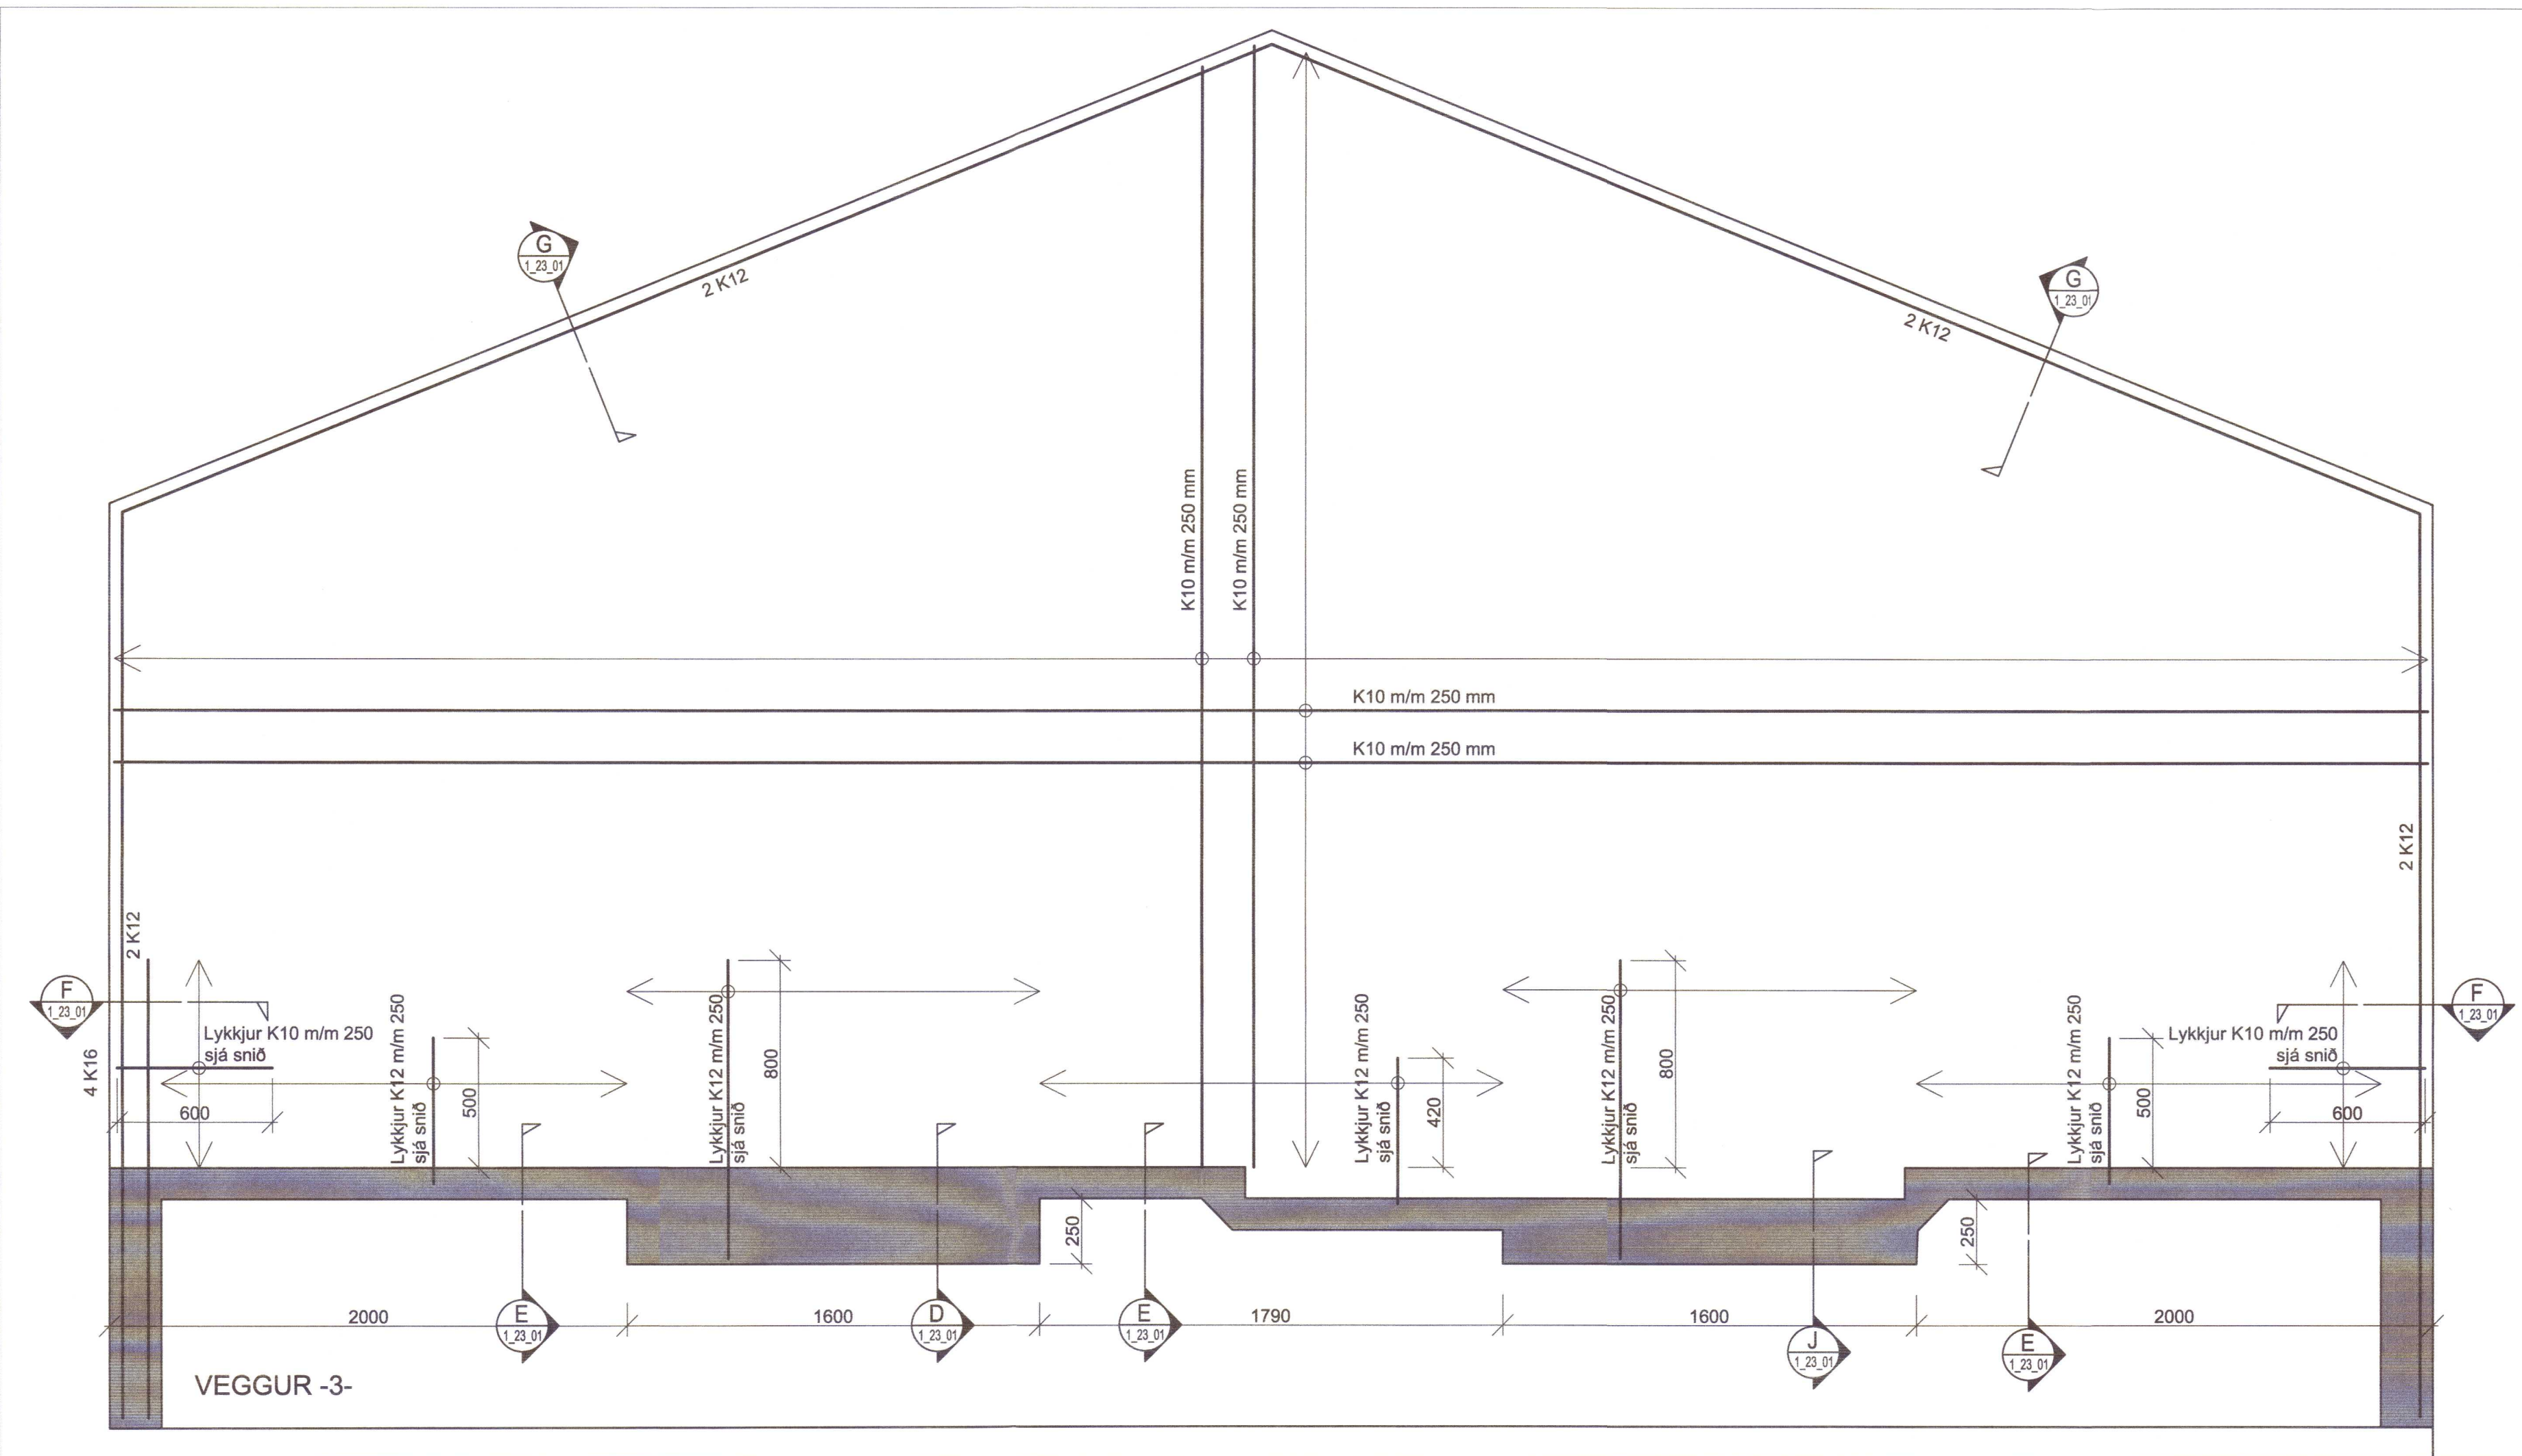 G
1_23_01
2 K12
G
1_23_01
2 K12
K10 m/m 250 mm
K10 m/m 250 mm
K10 m/m 250 mm
K10 m/m 250 mm
2 K12
2 K12
F
1_23_01
4 K16
Lykkjur K10 m/m 250
sjá snið
600
Lykkjur K12 m/m 250
sjá snið
500
Lykkjur K12 m/m 250
sjá snið
800
Lykkjur K12 m/m 250
sjá snið
420
Lykkjur K12 m/m 250
sjá snið
800
Lykkjur K12 m/m 250
sjá snið
500
Lykkjur K10 m/m 250
sjá snið
600
F
1_23_01
250
250
2000
E
1_23_01
1600
D
1_23_01
E
1_23_01
1790
1600
J
1_23_01
E
1_23_01
2000
VEGGUR -3-